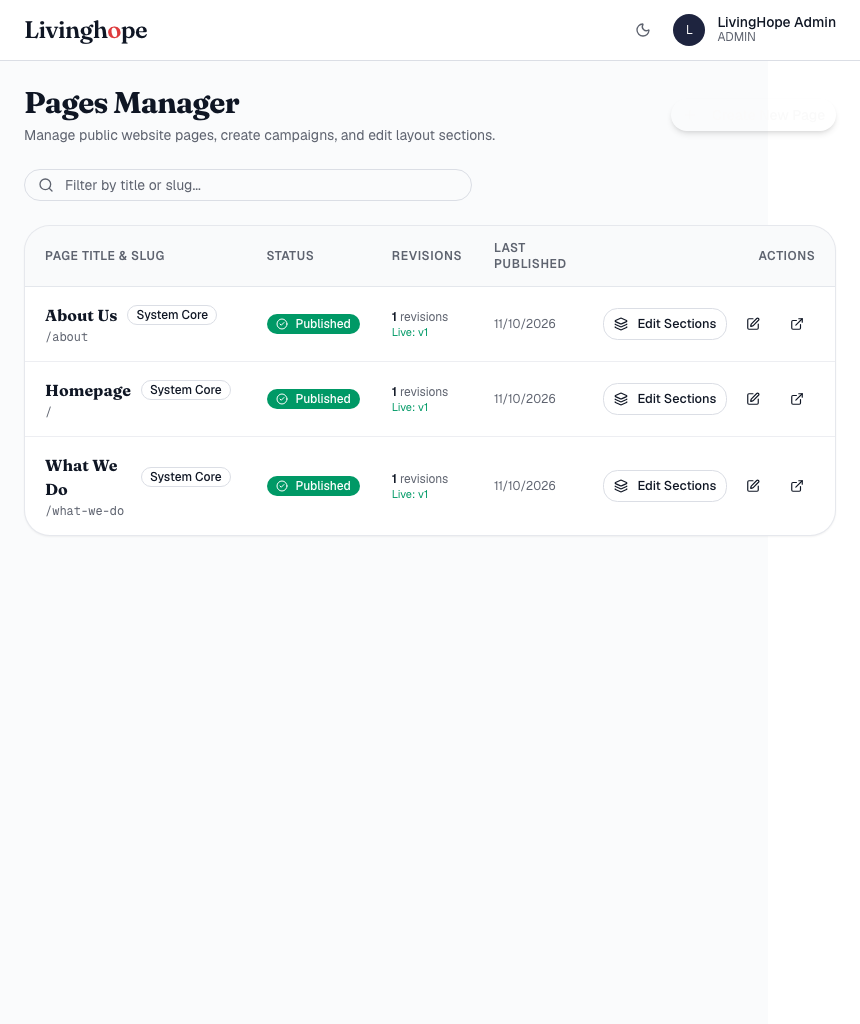 Livinghope
L
LivingHope Admin
ADMIN
Pages Manager
Manage public website pages, create campaigns, and edit layout sections.
Page
Filter by title or slug...
PAGE TITLE & SLUG
STATUS
REVISIONS
LAST
PUBLISHED
ACTIONS
About Us
System Core
/about
Published
1 revisions
Live: v1
11/10/2026
Edit Sections
Homepage
System Core
/
Published
1 revisions
Live: v1
11/10/2026
Edit Sections
What We
Do
System Core
/what-we-do
Published
1 revisions
Live: v1
11/10/2026
Edit Sections